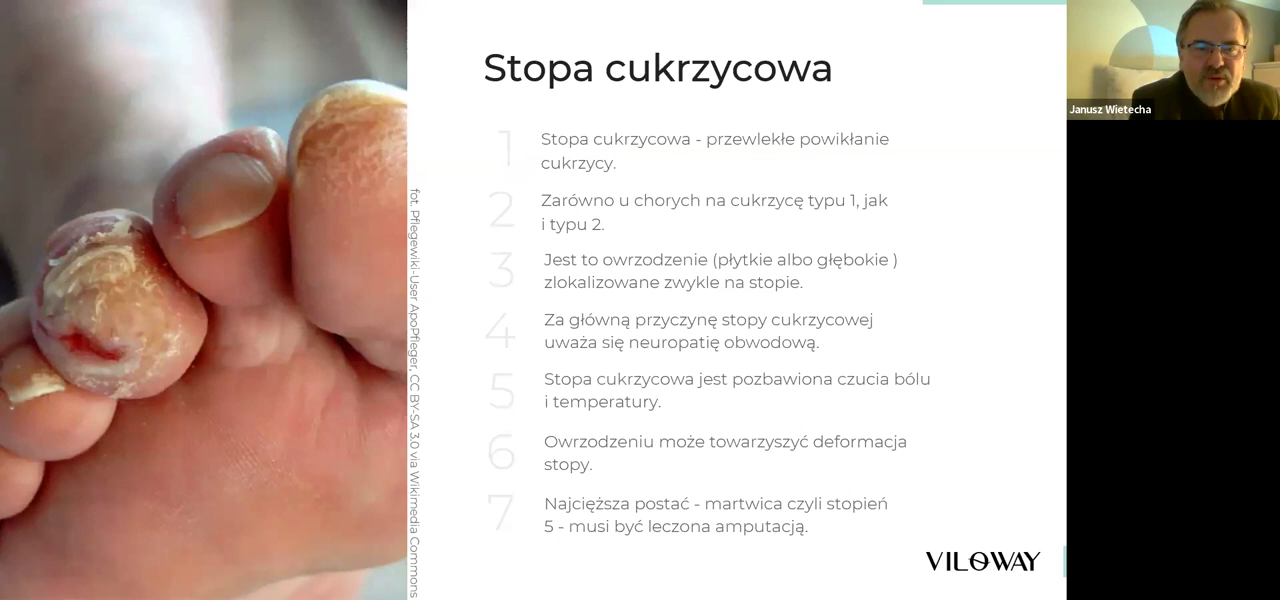 Stopa cukrzycowa
1
Stopa cukrzycowa - przewlekłe powikłanie
cukrzycy.
2
Zarówno u chorych na cukrzycę typu 1, jak
i typu 2.
3
Jest to owrzodzenie (płytkie albo głębokie )
zlokalizowane zwykle na stopie.
4
Za główną przyczynę stopy cukrzycowej
uważa się neuropatię obwodową.
5
Stopa cukrzycowa jest pozbawiona czucia bólu
i temperatury.
6
Owrzodzeniu może towarzyszyć deformacja
stopy.
7
Najcięższa postać - martwica czyli stopień
5 - musi być leczona amputacją.
fot. Pflegewiki-User ApoPfleger, CC BY-SA 3.0 via Wikimedia Commons
VILOWAY
Janusz Wietecha